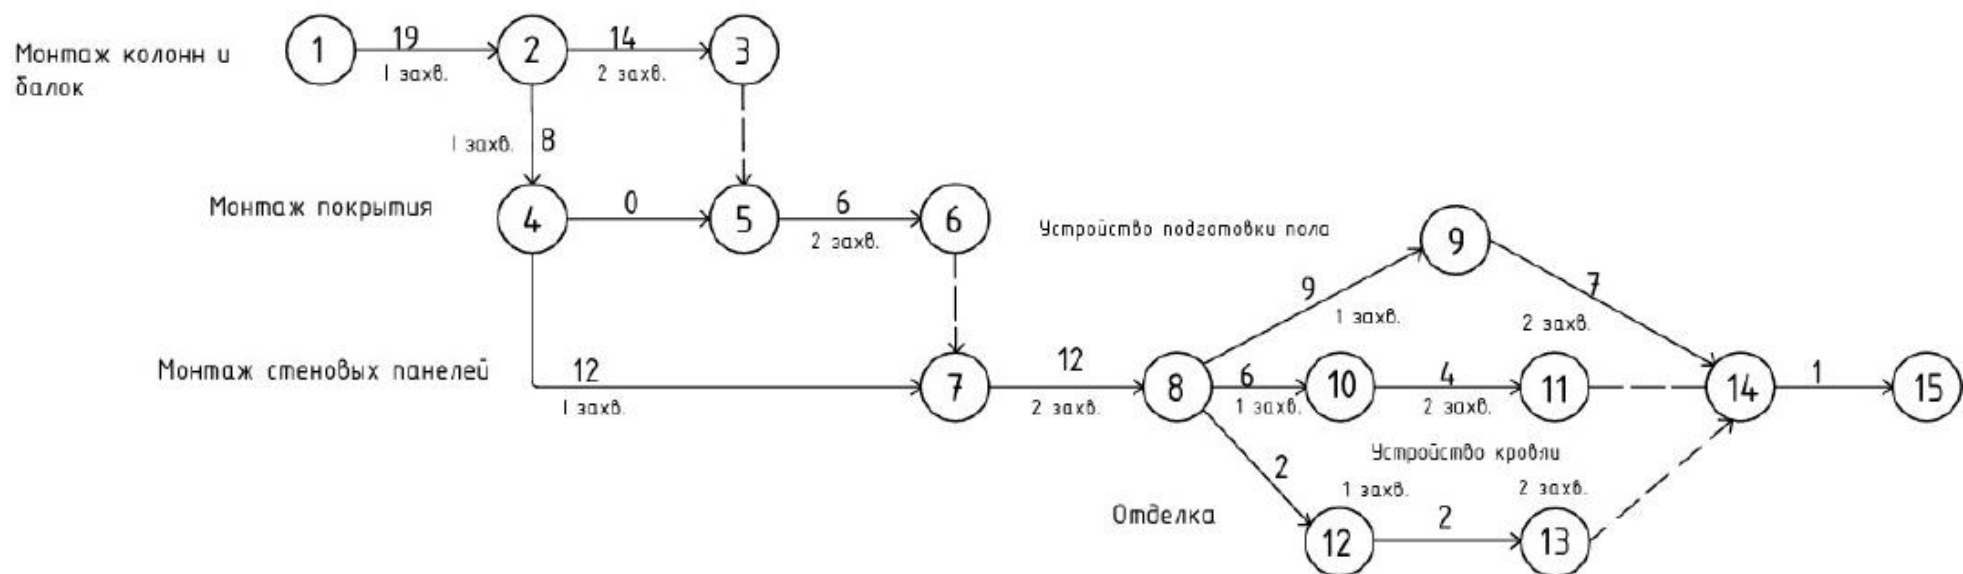 Монтаж колонн и
балок
1
19
1 захв.
2
14
2 захв.
3
1 захв.
8
Монтаж покрытия
4
0
5
6
2 захв.
6
Устройство подготовки пола
9
9
1 захв.
7
2 захв.
Монтаж стеновых панелей
12
1 захв.
7
12
2 захв.
8
6
1 захв.
10
4
2 захв.
11
14
1
15
Устройство кровли
2
1 захв.
2 захв.
Отделка
12
2
13